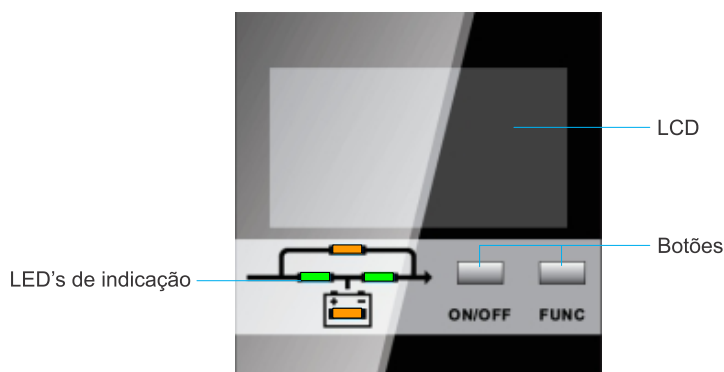 LCD
Botões
LED's de indicação
+ −
ON/OFF FUNC